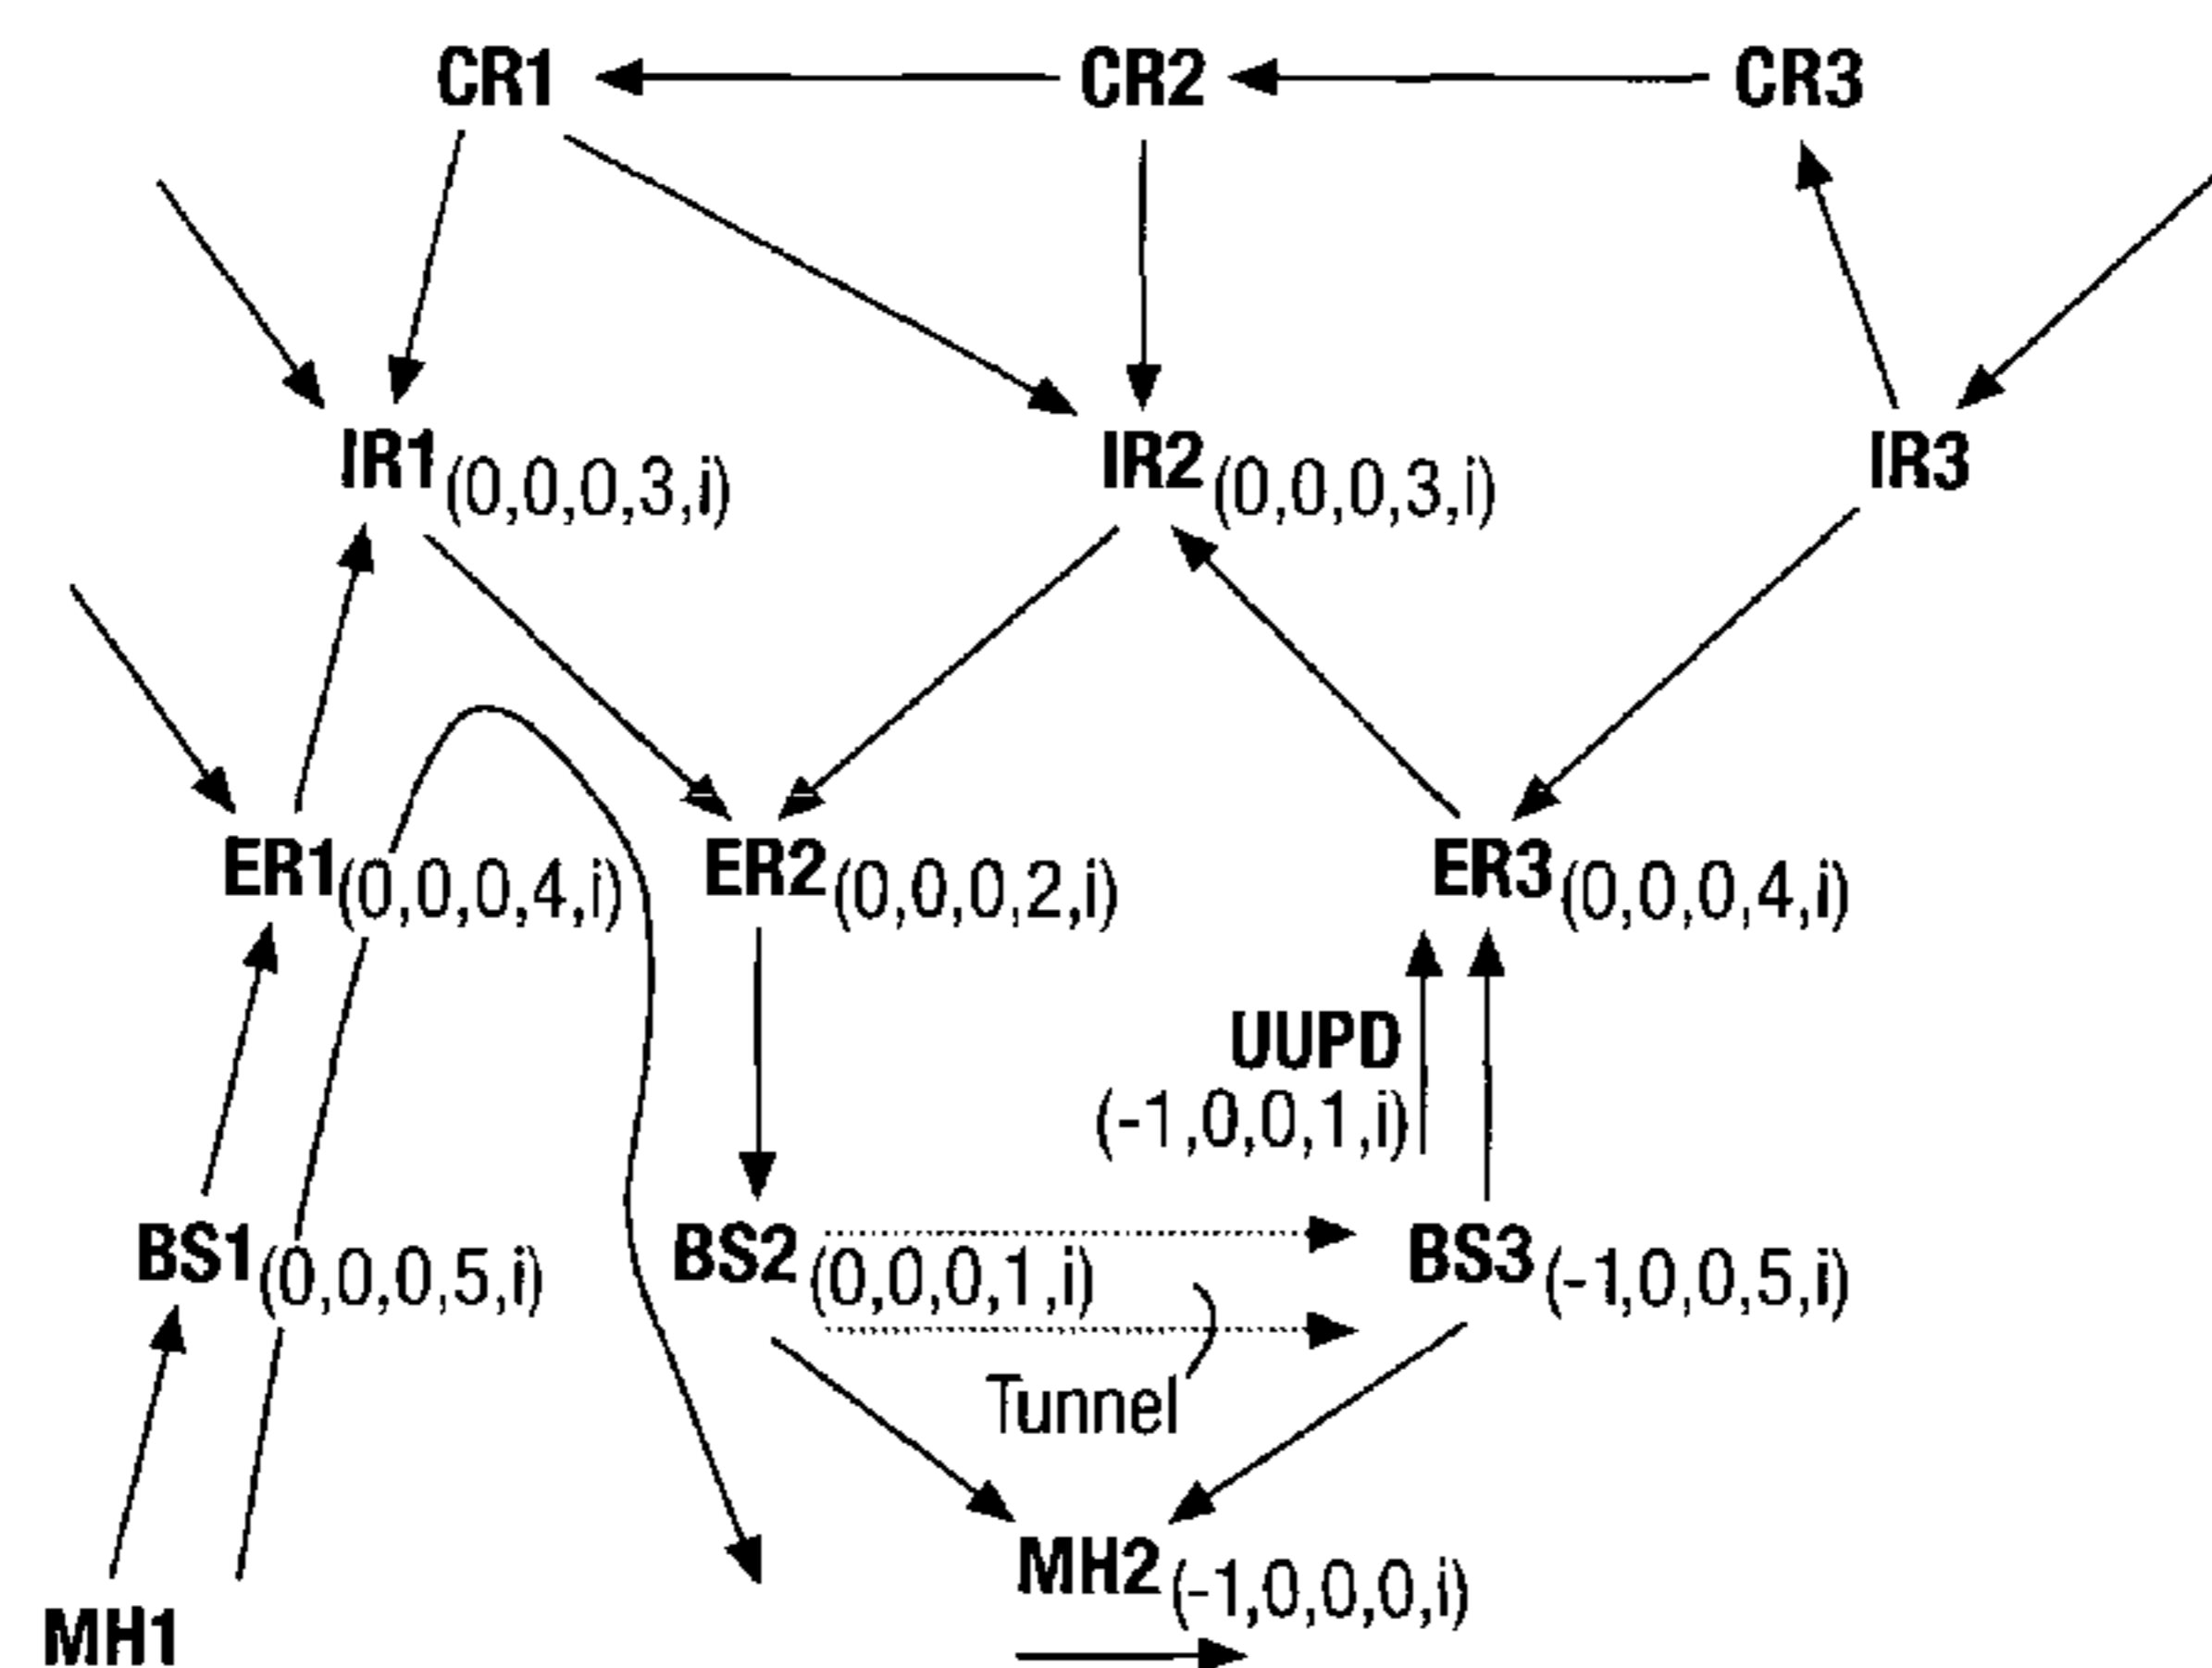 CR1 CR2 CR3
IR1(0,0,0,3,i) IR2(0,0,0,3,i) IR3
ER1(0,0,0,4,i) ER2(0,0,0,2,i) ER3(0,0,0,4,i)
UUPD
(-1,0,0,1,i)
BS1(0,0,0,5,i) BS2(0,0,0,1,i) BS3(-1,0,0,5,i)
Tunnel
MH2(-1,0,0,0,i)
MH1